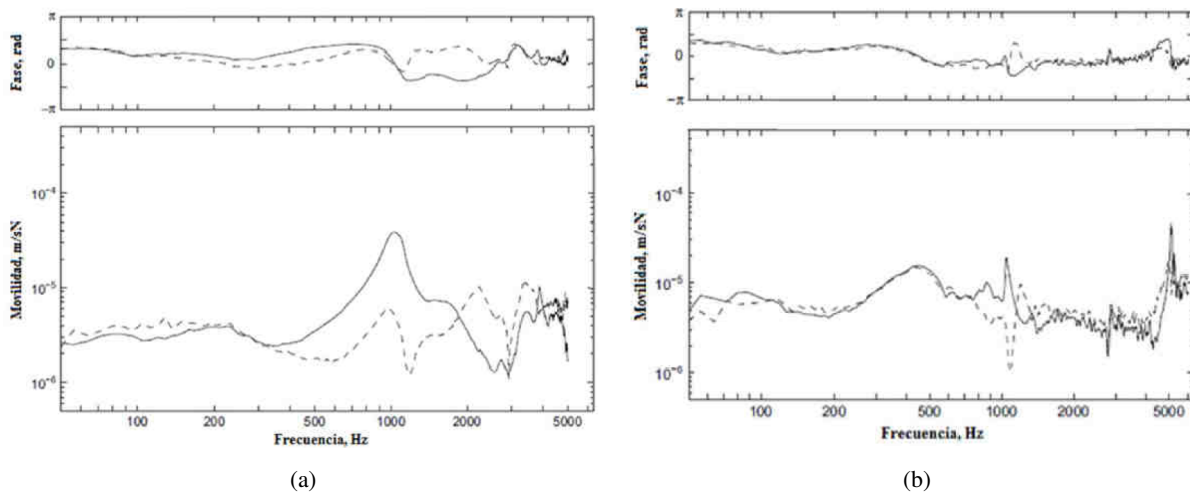 π
Fase, rad
0
−π
10⁻⁴
Movilidad, m/sN
10⁻⁵
10⁻⁶
100 200 500 1000 2000 5000
Frecuencia, Hz
(a)
π
Fase, rad
0
−π
10⁻⁴
Movilidad, m/sN
10⁻⁵
10⁻⁶
100 200 500 1000 2000 5000
Frecuencia, Hz
(b)